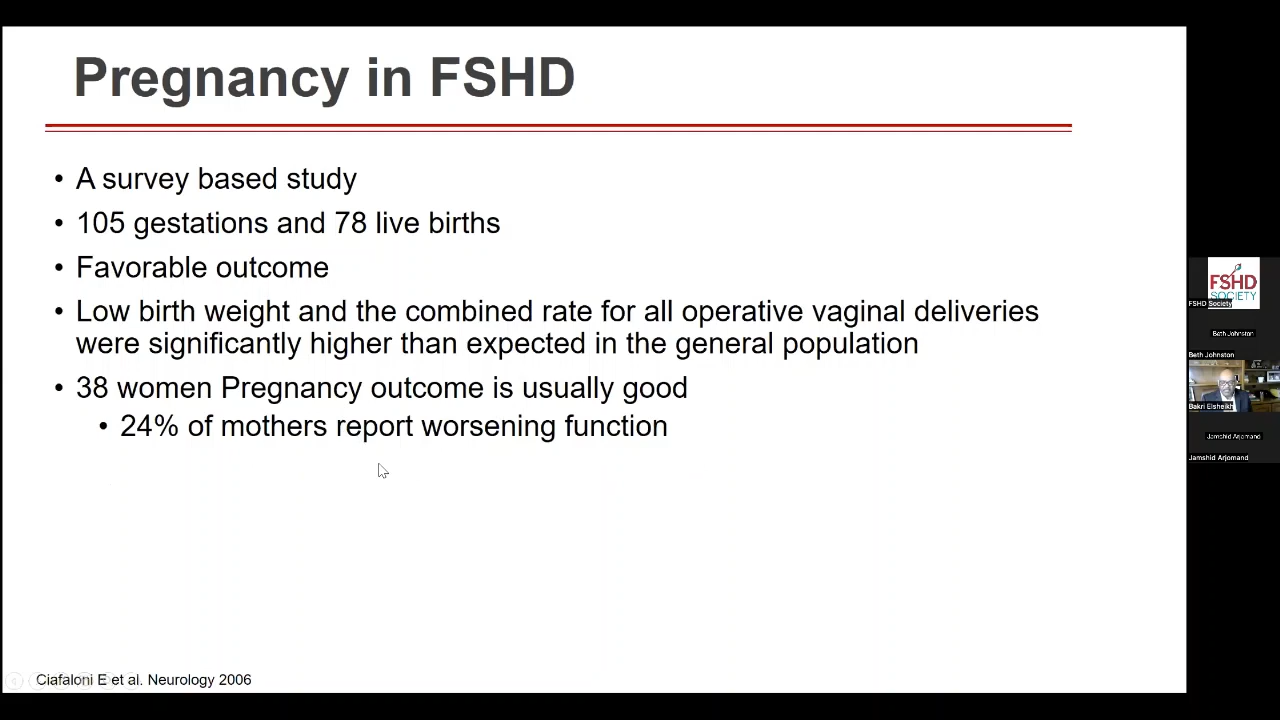 Pregnancy in FSHD
• A survey based study
• 105 gestations and 78 live births
• Favorable outcome
• Low birth weight and the combined rate for all operative vaginal deliveries
were significantly higher than expected in the general population
• 38 women Pregnancy outcome is usually good
• 24% of mothers report worsening function
Ciafaloni E et al. Neurology 2006
FSHD
SOCIETY
FSHD Society
Beth Johnston
Beth Johnston
Bakri Elsheikh
Jamshid Arjomand
Jamshid Arjomand